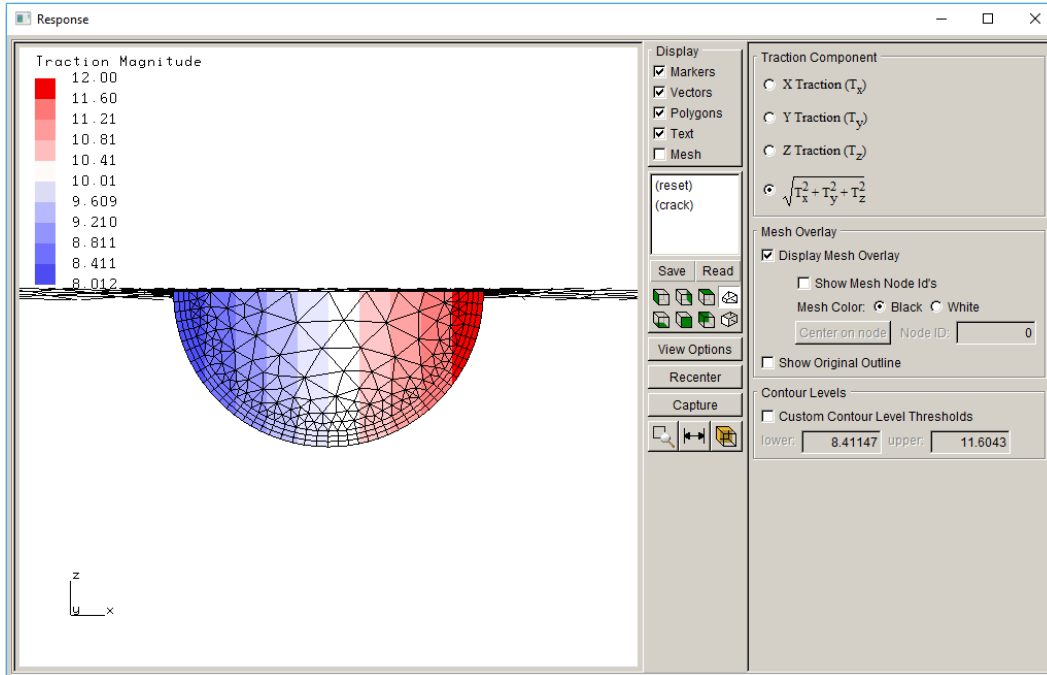 Response
Traction Magnitude
12.00
11.60
11.21
10.81
10.41
10.01
9.609
9.210
8.811
8.411
8.012
z
y
x
Display
Markers
Vectors
Polygons
Text
Mesh
(reset)
(crack)
Save Read
View Options
Recenter
Capture
Traction Component
X Traction (Tx)
Y Traction (Ty)
Z Traction (Tz)
√Tx² + Ty² + Tz²
Mesh Overlay
Display Mesh Overlay
Show Mesh Node Id's
Mesh Color: Black White
Center on node Node ID: 0
Show Original Outline
Contour Levels
Custom Contour Level Thresholds
lower: 8.41147 upper: 11.6043